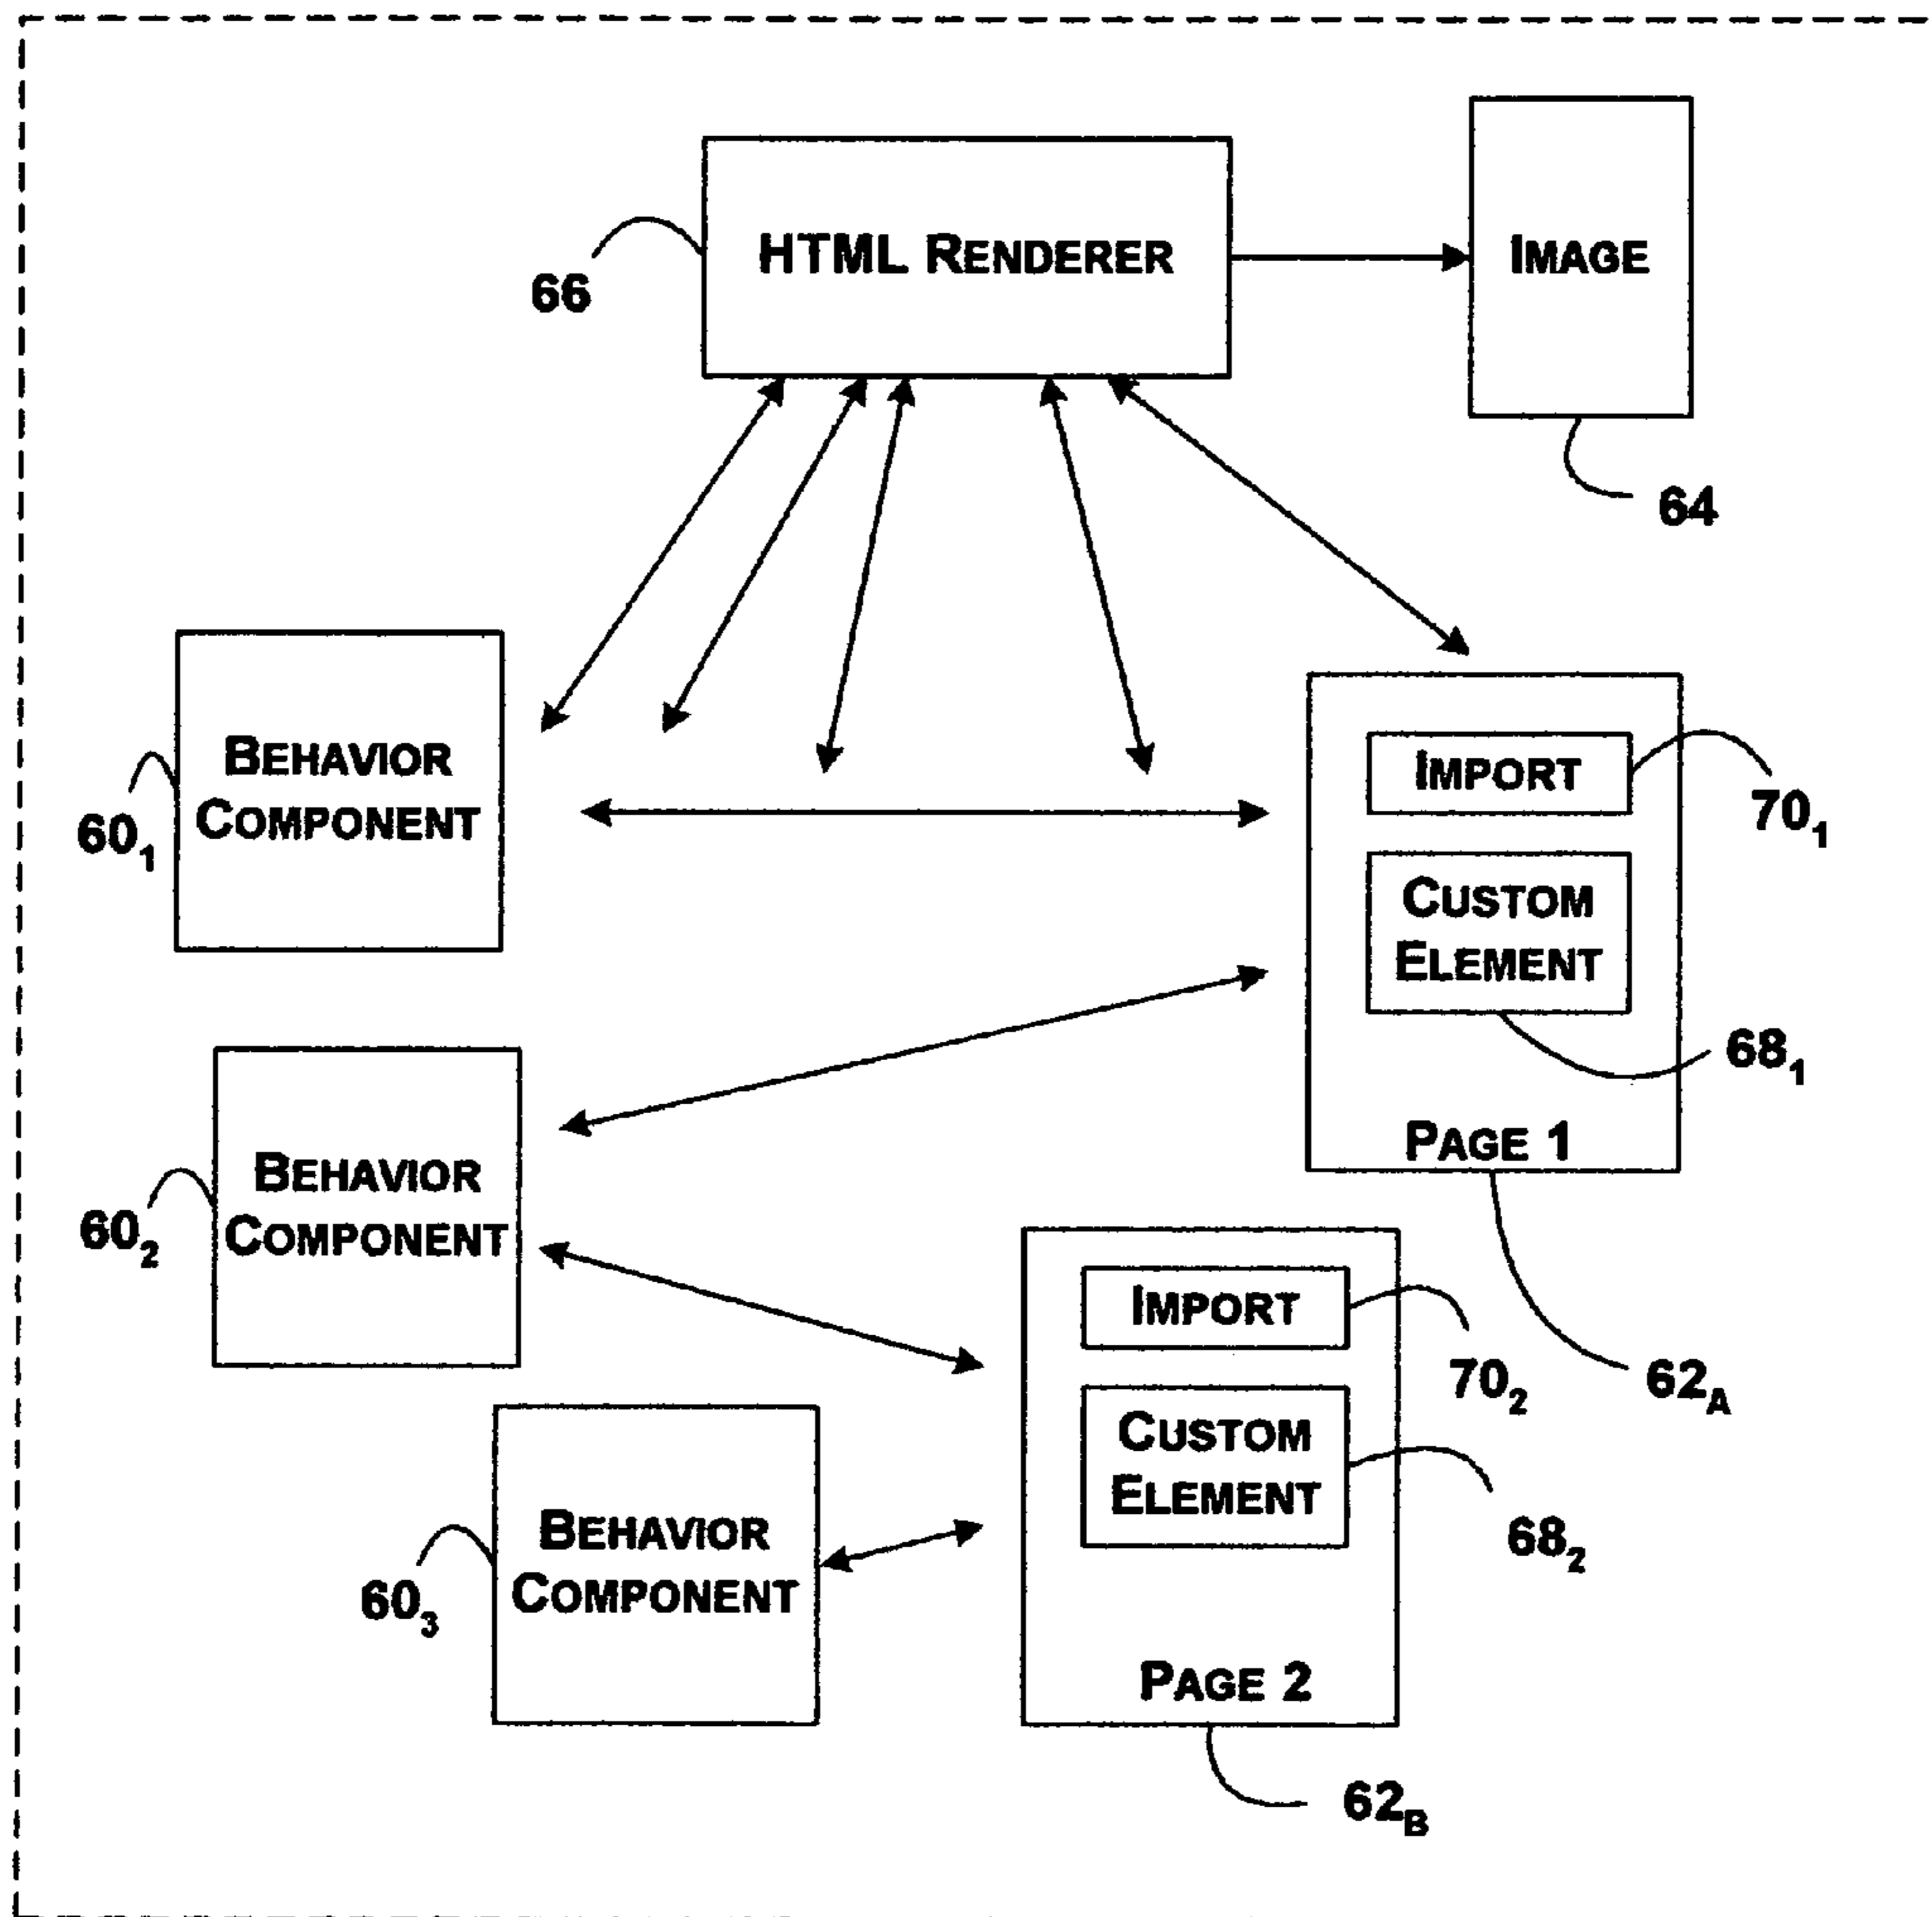 HTML RENDERER
IMAGE
66
64
BEHAVIOR
COMPONENT
60₁
IMPORT
70₁
CUSTOM
ELEMENT
68₁
PAGE 1
62A
BEHAVIOR
COMPONENT
60₂
IMPORT
70₂
CUSTOM
ELEMENT
68₂
PAGE 2
62B
BEHAVIOR
COMPONENT
60₃